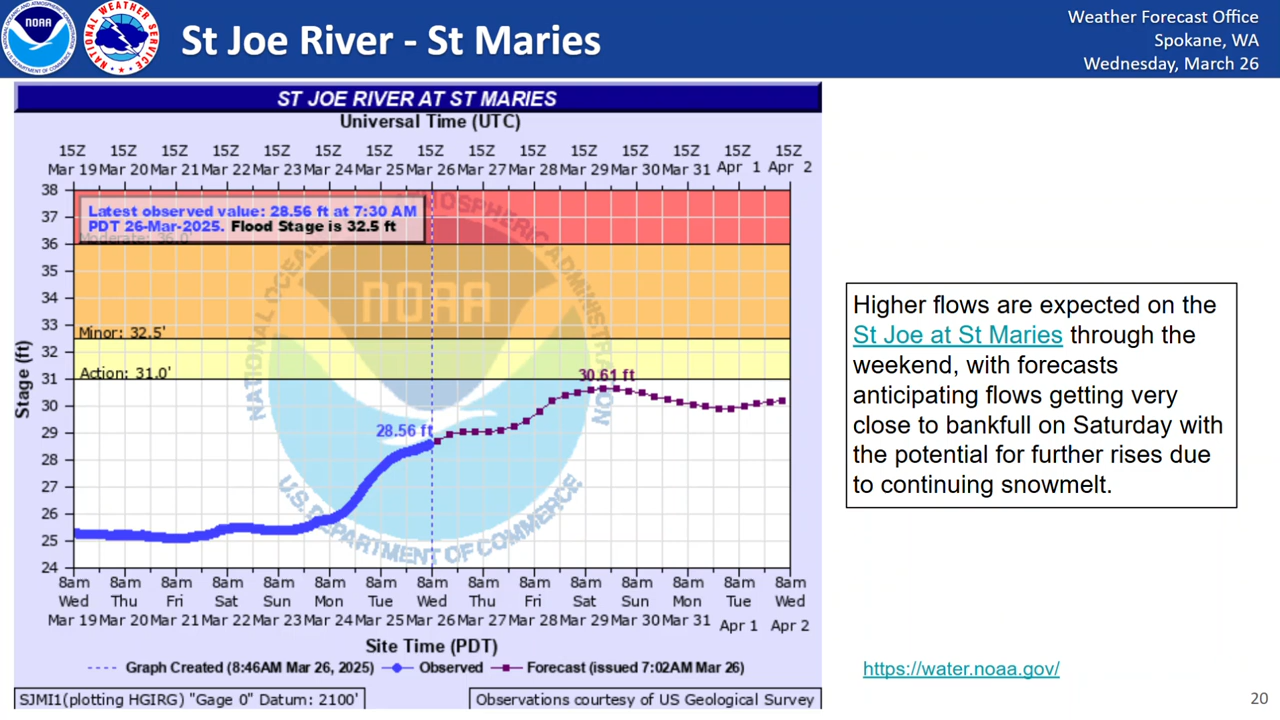 NOAA
NATIONAL WEATHER SERVICE
St Joe River - St Maries
Weather Forecast Office
Spokane, WA
Wednesday, March 26
ST JOE RIVER AT ST MARIES
Universal Time (UTC)
15Z 15Z 15Z 15Z 15Z 15Z 15Z 15Z 15Z 15Z 15Z 15Z 15Z 15Z 15Z
Mar 19 Mar 20 Mar 21 Mar 22 Mar 23 Mar 24 Mar 25 Mar 26 Mar 27 Mar 28 Mar 29 Mar 30 Mar 31 Apr 1 Apr 2
38
37
36
35
34
33
32
31
30
29
28
27
26
25
24
Stage (ft)
Latest observed value: 28.56 ft at 7:30 AM
PDT 26-Mar-2025. Flood Stage is 32.5 ft
Moderate: 36.0'
Minor: 32.5'
Action: 31.0'
30.61 ft
28.56 ft
NOAA
U.S. DEPARTMENT OF COMMERCE
8am 8am 8am 8am 8am 8am 8am 8am 8am 8am 8am 8am 8am 8am 8am
Wed Thu Fri Sat Sun Mon Tue Wed Thu Fri Sat Sun Mon Tue Wed
Mar 19 Mar 20 Mar 21 Mar 22 Mar 23 Mar 24 Mar 25 Mar 26 Mar 27 Mar 28 Mar 29 Mar 30 Mar 31 Apr 1 Apr 2
Site Time (PDT)
Graph Created (8:46AM Mar 26, 2025) Observed Forecast (issued 7:02AM Mar 26)
SJMI1(plotting HGIRG) "Gage 0" Datum: 2100'
Observations courtesy of US Geological Survey
Higher flows are expected on the
St Joe at St Maries through the
weekend, with forecasts
anticipating flows getting very
close to bankfull on Saturday with
the potential for further rises due
to continuing snowmelt.
https://water.noaa.gov/
20